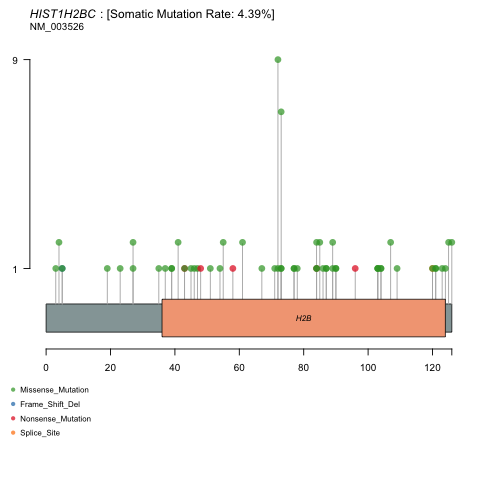 HIST1H2BC : [Somatic Mutation Rate: 4.39%]
NM_003526
9
1
H2B
0 20 40 60 80 100 120
Missense_Mutation
Frame_Shift_Del
Nonsense_Mutation
Splice_Site